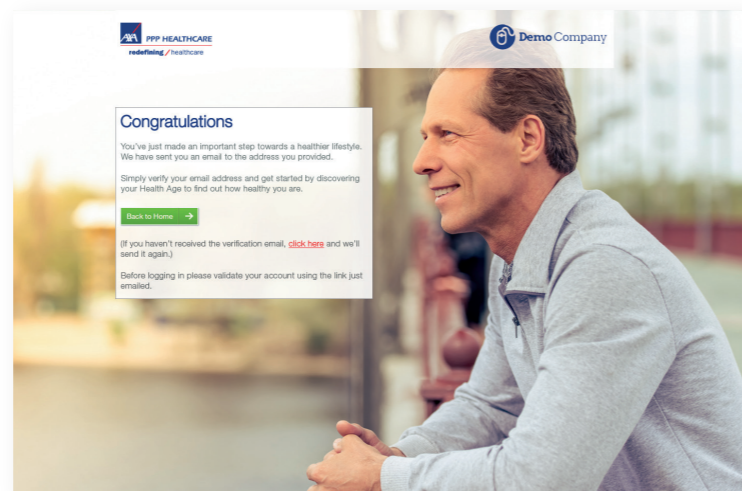 AXA PPP HEALTHCARE
redefining / healthcare
Demo Company
Congratulations
You've just made an important step towards a healthier lifestyle.
We have sent you an email to the address you provided.
Simply verify your email address and get started by discovering
your Health Age to find out how healthy you are.
Back to Home →
(If you haven't received the verification email, click here and we'll
send it again.)
Before logging in please validate your account using the link just
emailed.